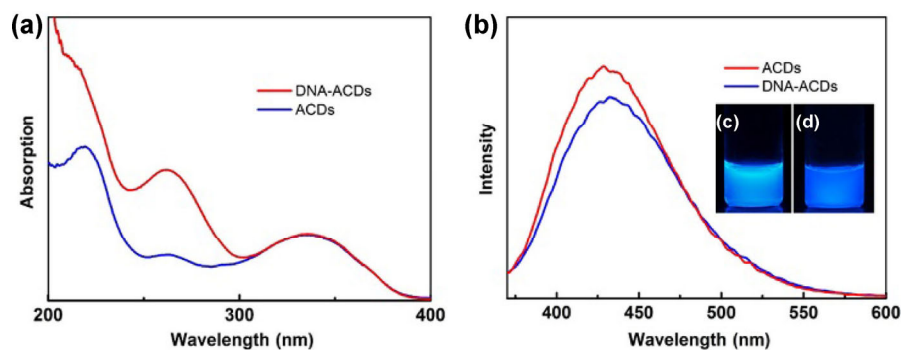 (a)
DNA-ACDs
ACDs
Absorption
200
300
400
Wavelength (nm)
(b)
ACDs
DNA-ACDs
(c)
(d)
Intensity
400
450
500
550
600
Wavelength (nm)